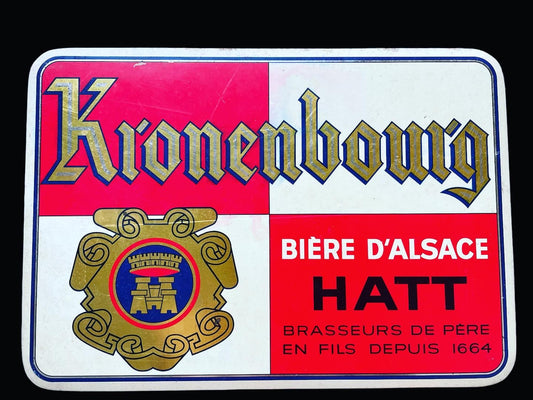 Kronenbourg
BIÈRE D'ALSACE
HATT
BRASSEURS DE PÈRE
EN FILS DEPUIS 1664